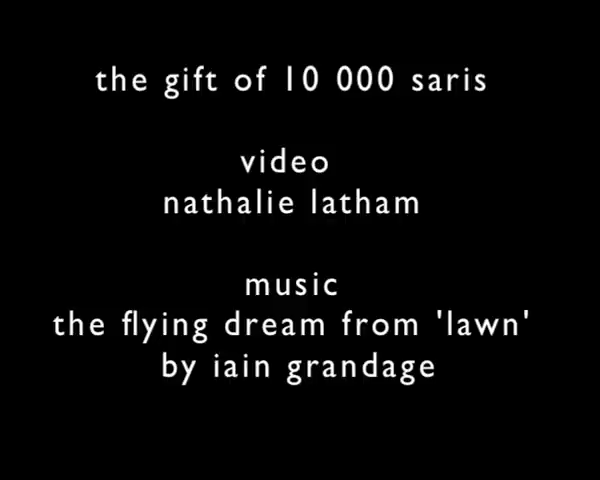 the gift of 10 000 saris
video
nathalie latham
music
the flying dream from 'lawn'
by iain grandage